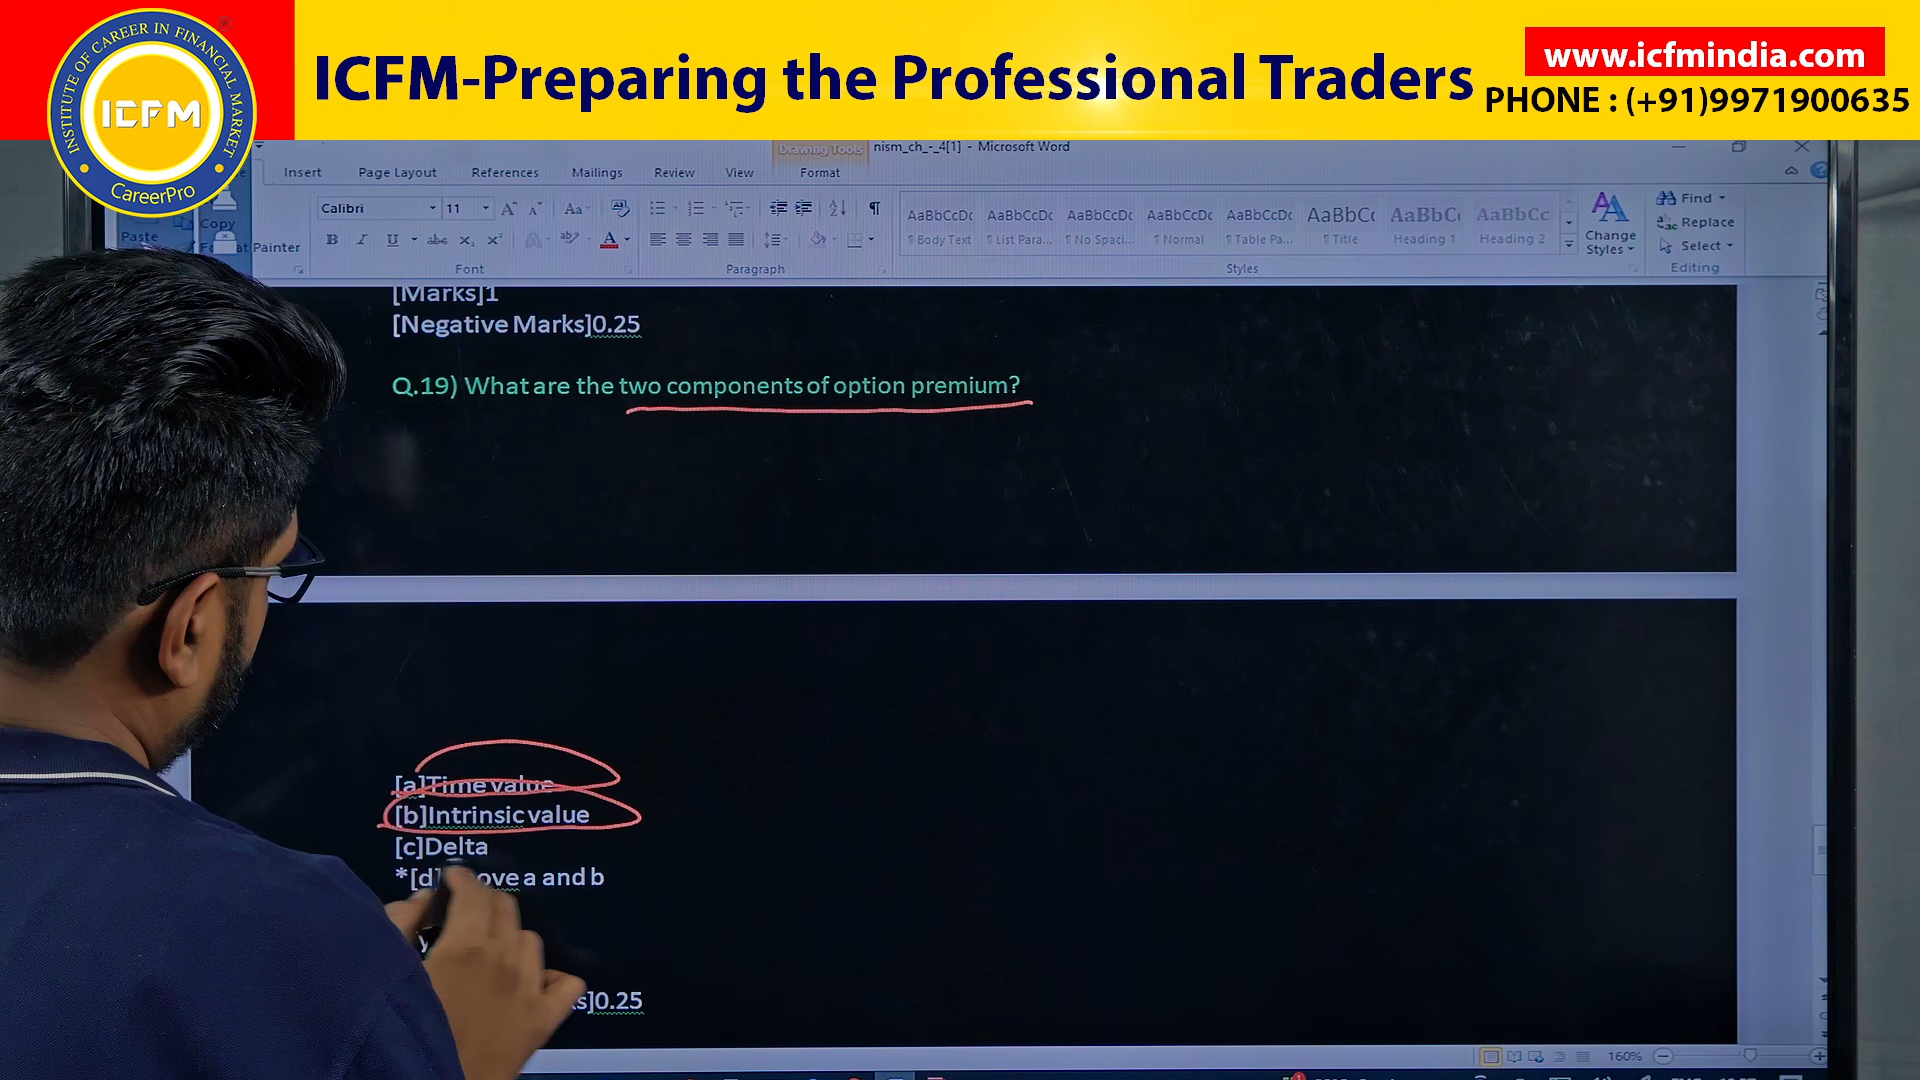 INSTITUTE OF CAREER IN FINANCIAL MARKET
ICFM
CareerPro
ICFM-Preparing the Professional Traders
www.icfmindia.com
PHONE : (+91)9971900635
Drawing Tools
nism_ch_-_4[1] - Microsoft Word
Insert Page Layout References Mailings Review View Format
Paste
Copy
Painter
Calibri 11
Font
Paragraph
AaBbCcDc AaBbCcDc AaBbCcDc AaBbCcDc AaBbCcDc AaBbC AaBbC AaBbCc
¶ Body Text ¶ List Para... ¶ No Spaci... ¶ Normal ¶ Table Pa... ¶ Title Heading 1 Heading 2
Styles
Change Styles
Find
Replace
Select
Editing
[Marks]1
[Negative Marks]0.25
Q.19) What are the two components of option premium?
[a]Time value
[b]Intrinsic value
[c]Delta
*[d] a and b
0.25
160%